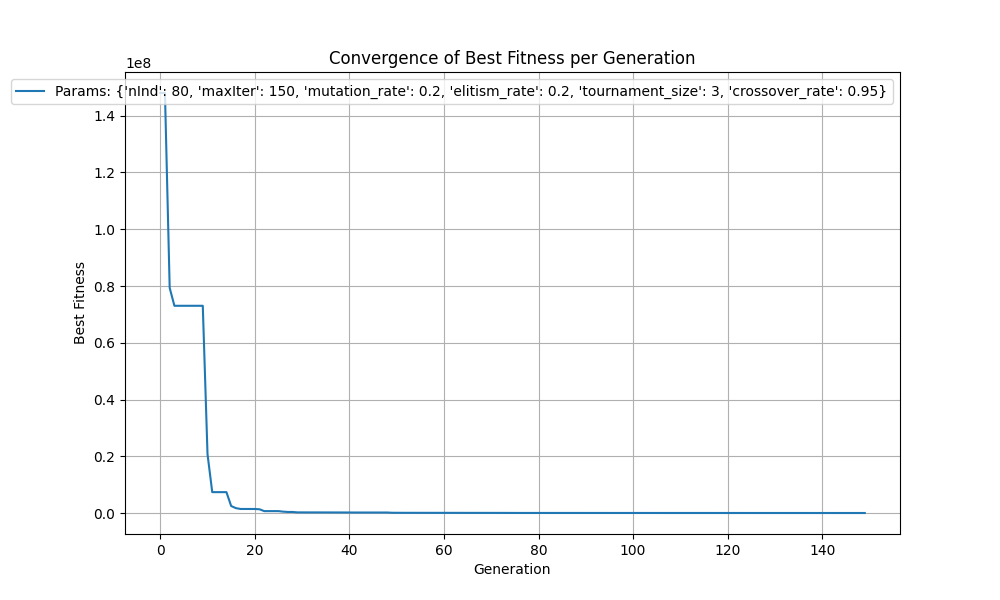 Convergence of Best Fitness per Generation
1e8
Params: {'nInd': 80, 'maxIter': 150, 'mutation_rate': 0.2, 'elitism_rate': 0.2, 'tournament_size': 3, 'crossover_rate': 0.95}
1.4
1.2
1.0
0.8
0.6
0.4
0.2
0.0
Best Fitness
0 20 40 60 80 100 120 140
Generation